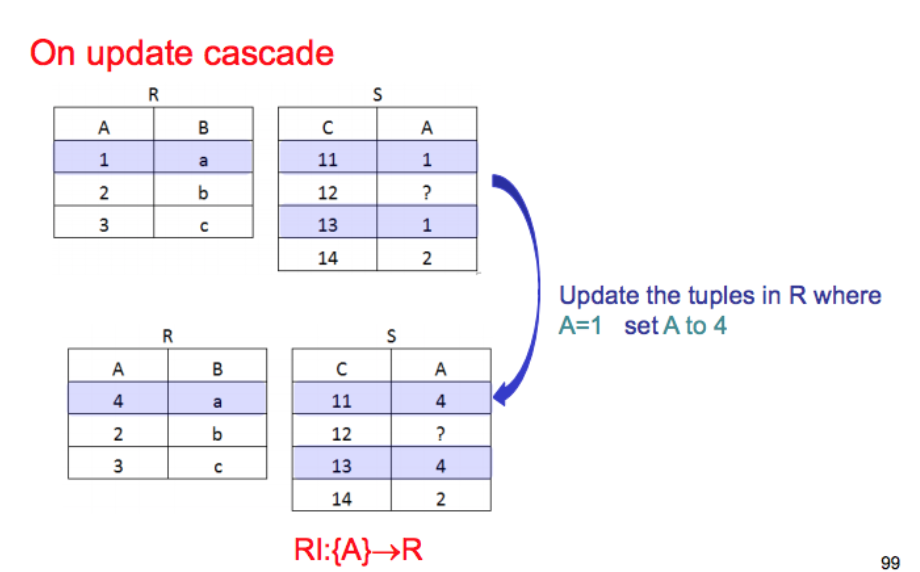 On update cascade
R S
A B C A
1 a 11 1
2 b 12 ?
3 c 13 1
14 2
Update the tuples in R where
A=1 set A to 4
R S
A B C A
4 a 11 4
2 b 12 ?
3 c 13 4
14 2
RI:{A}→R
99